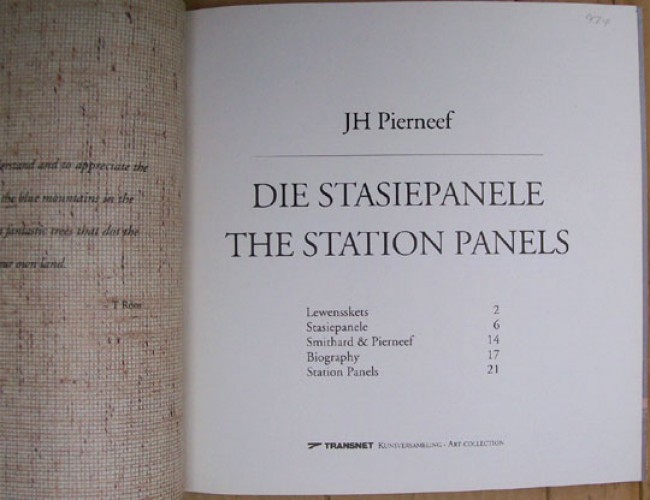 and to appreciate the
the blue mountains in the
fantastic trees that dot the
our own land.
T Roos
974
JH Pierneef
DIE STASIEPANELE
THE STATION PANELS
Lewensskets 2
Stasiepanele 6
Smithard & Pierneef 14
Biography 17
Station Panels 21
TRANSNET KUNSVERSAMELING - ART COLLECTION